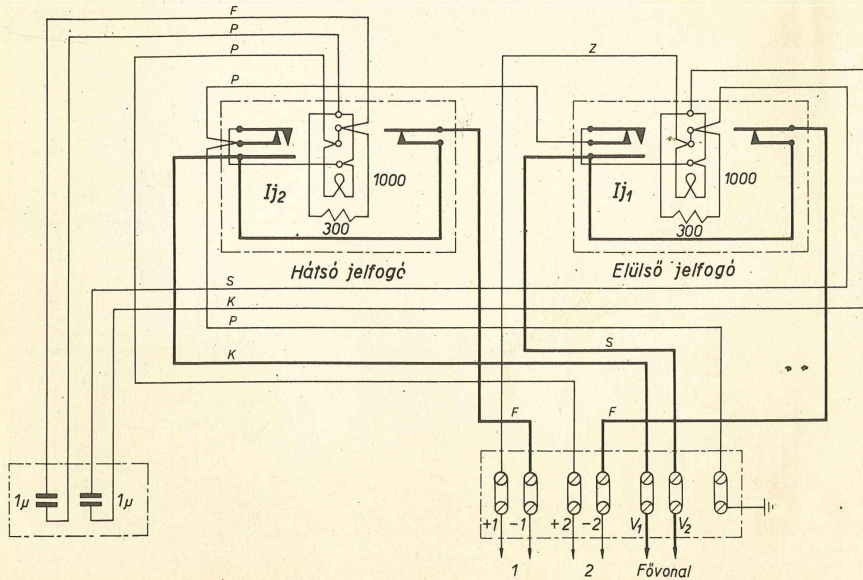 F
P
P
Z
P
Ij2
1000
300
Hátsó jelfogó
Ij1
1000
300
Elülső jelfogó
S
K
P
S
K
F
F
1μ
1μ
+1
-1
+2
-2
V1
V2
1
2
Fővonal